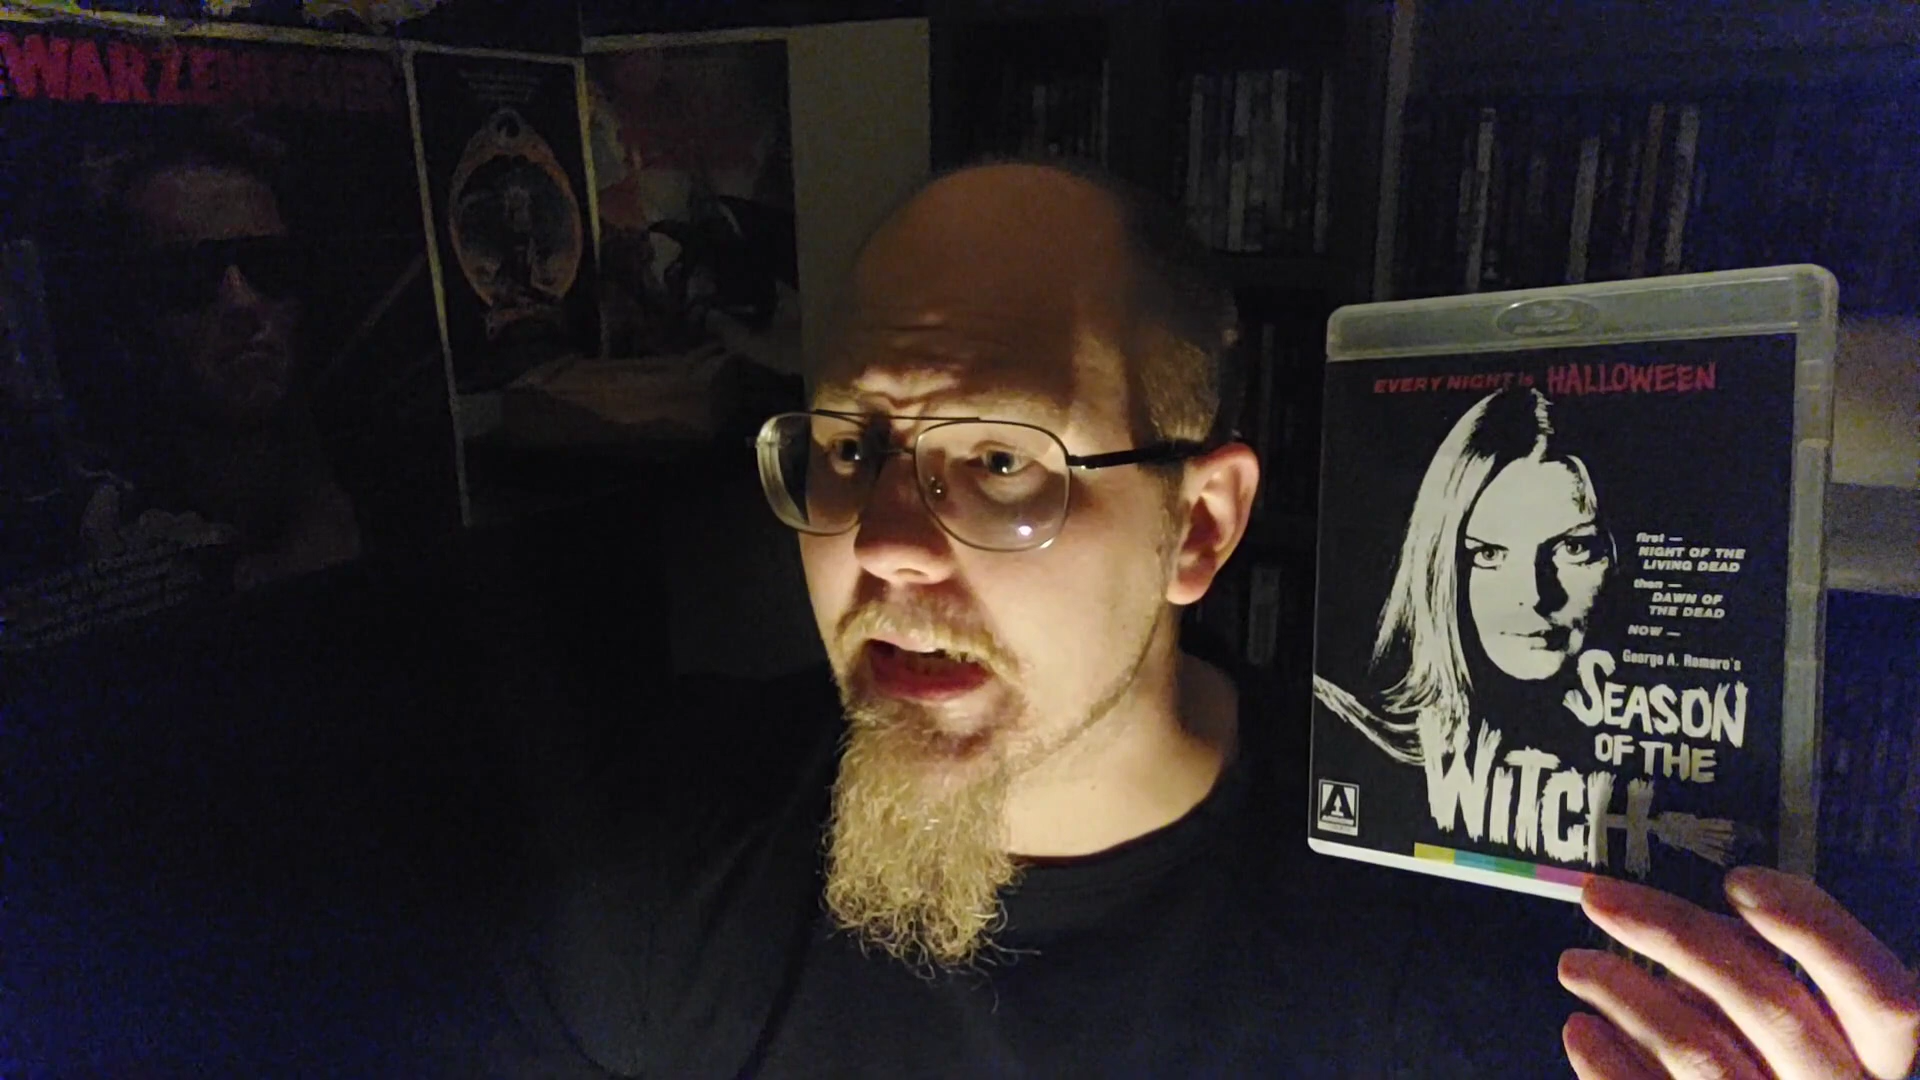 WARZENEGGER
EVERY NIGHT is HALLOWEEN
first —
NIGHT OF THE
LIVING DEAD
then —
DAWN OF
THE DEAD
NOW —
George A. Romero's
SEASON
OF THE
WITCH
A